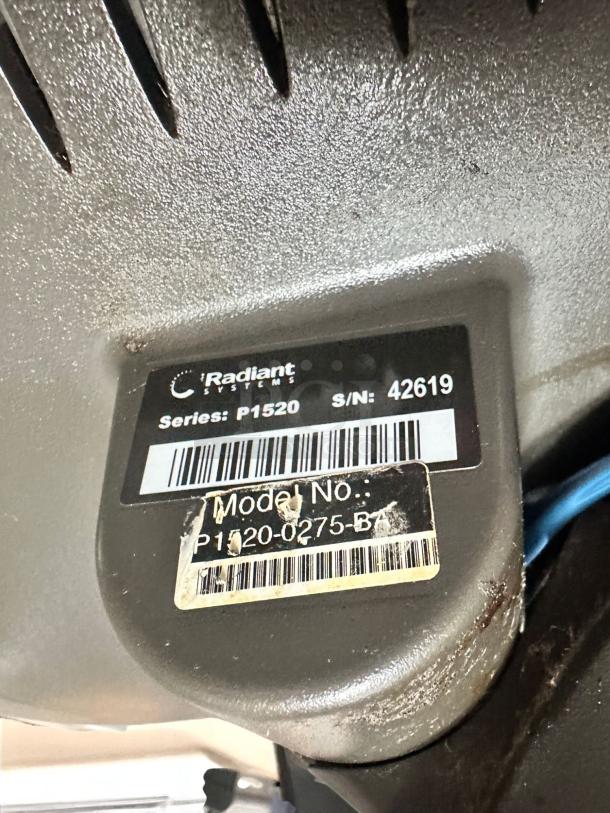 Radiant
SYSTEMS
Series: P1520 S/N: 42619
Model No.:
P1520-0275-BA